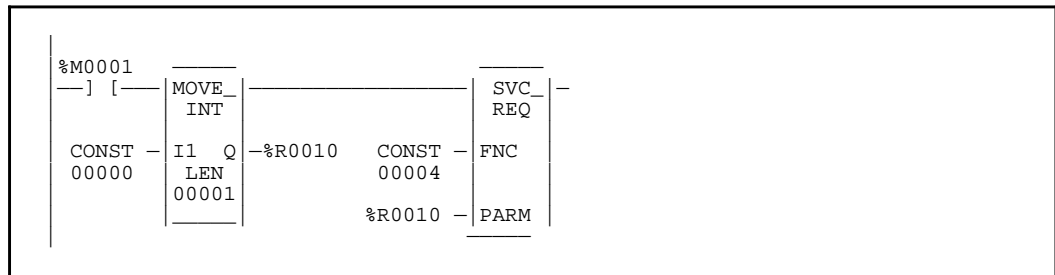 %M0001
] [ MOVE_ SVC_
INT REQ
CONST I1 Q %R0010 CONST FNC
00000 LEN 00004
00001
%R0010 PARM